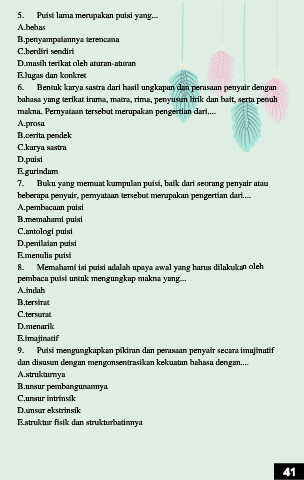 5. Puisi lama merupakan puisi yang...
A.bebas
B.penyampaiannya terencana
C.berdiri sendiri
D.masih terikat oleh aturan-aturan
E.lugas dan konkret
6. Bentuk karya sastra dari hasil ungkapan dan perasaan penyair dengan
bahasa yang terikat irama, matra, rima, penyusun lirik dan bait, serta penuh
makna. Pernyataan tersebut merupakan pengertian dari....
A.prosa
B.cerita pendek
C.karya sastra
D.puisi
E.gurindam
7. Buku yang memuat kumpulan puisi, baik dari seorang penyair atau
beberapa penyair, pernyataan tersebut merupakan pengertian dari....
A.pembacaan puisi
B.memahami puisi
C.antologi puisi
D.penilaian puisi
E.menulis puisi
8. Memahami isi puisi adalah upaya awal yang harus dilakukan oleh
pembaca puisi untuk mengungkap makna yang...
A.indah
B.tersirat
C.tersurat
D.menarik
E.imajinatif
9. Puisi mengungkapkan pikiran dan perasaan penyair secara imajinatif
dan disusun dengan mengonsentrasikan kekuatan bahasa dengan....
A.strukturnya
B.unsur pembangunannya
C.unsur intrinsik
D.unsur ekstrinsik
E.struktur fisik dan strukturbatinnya
41